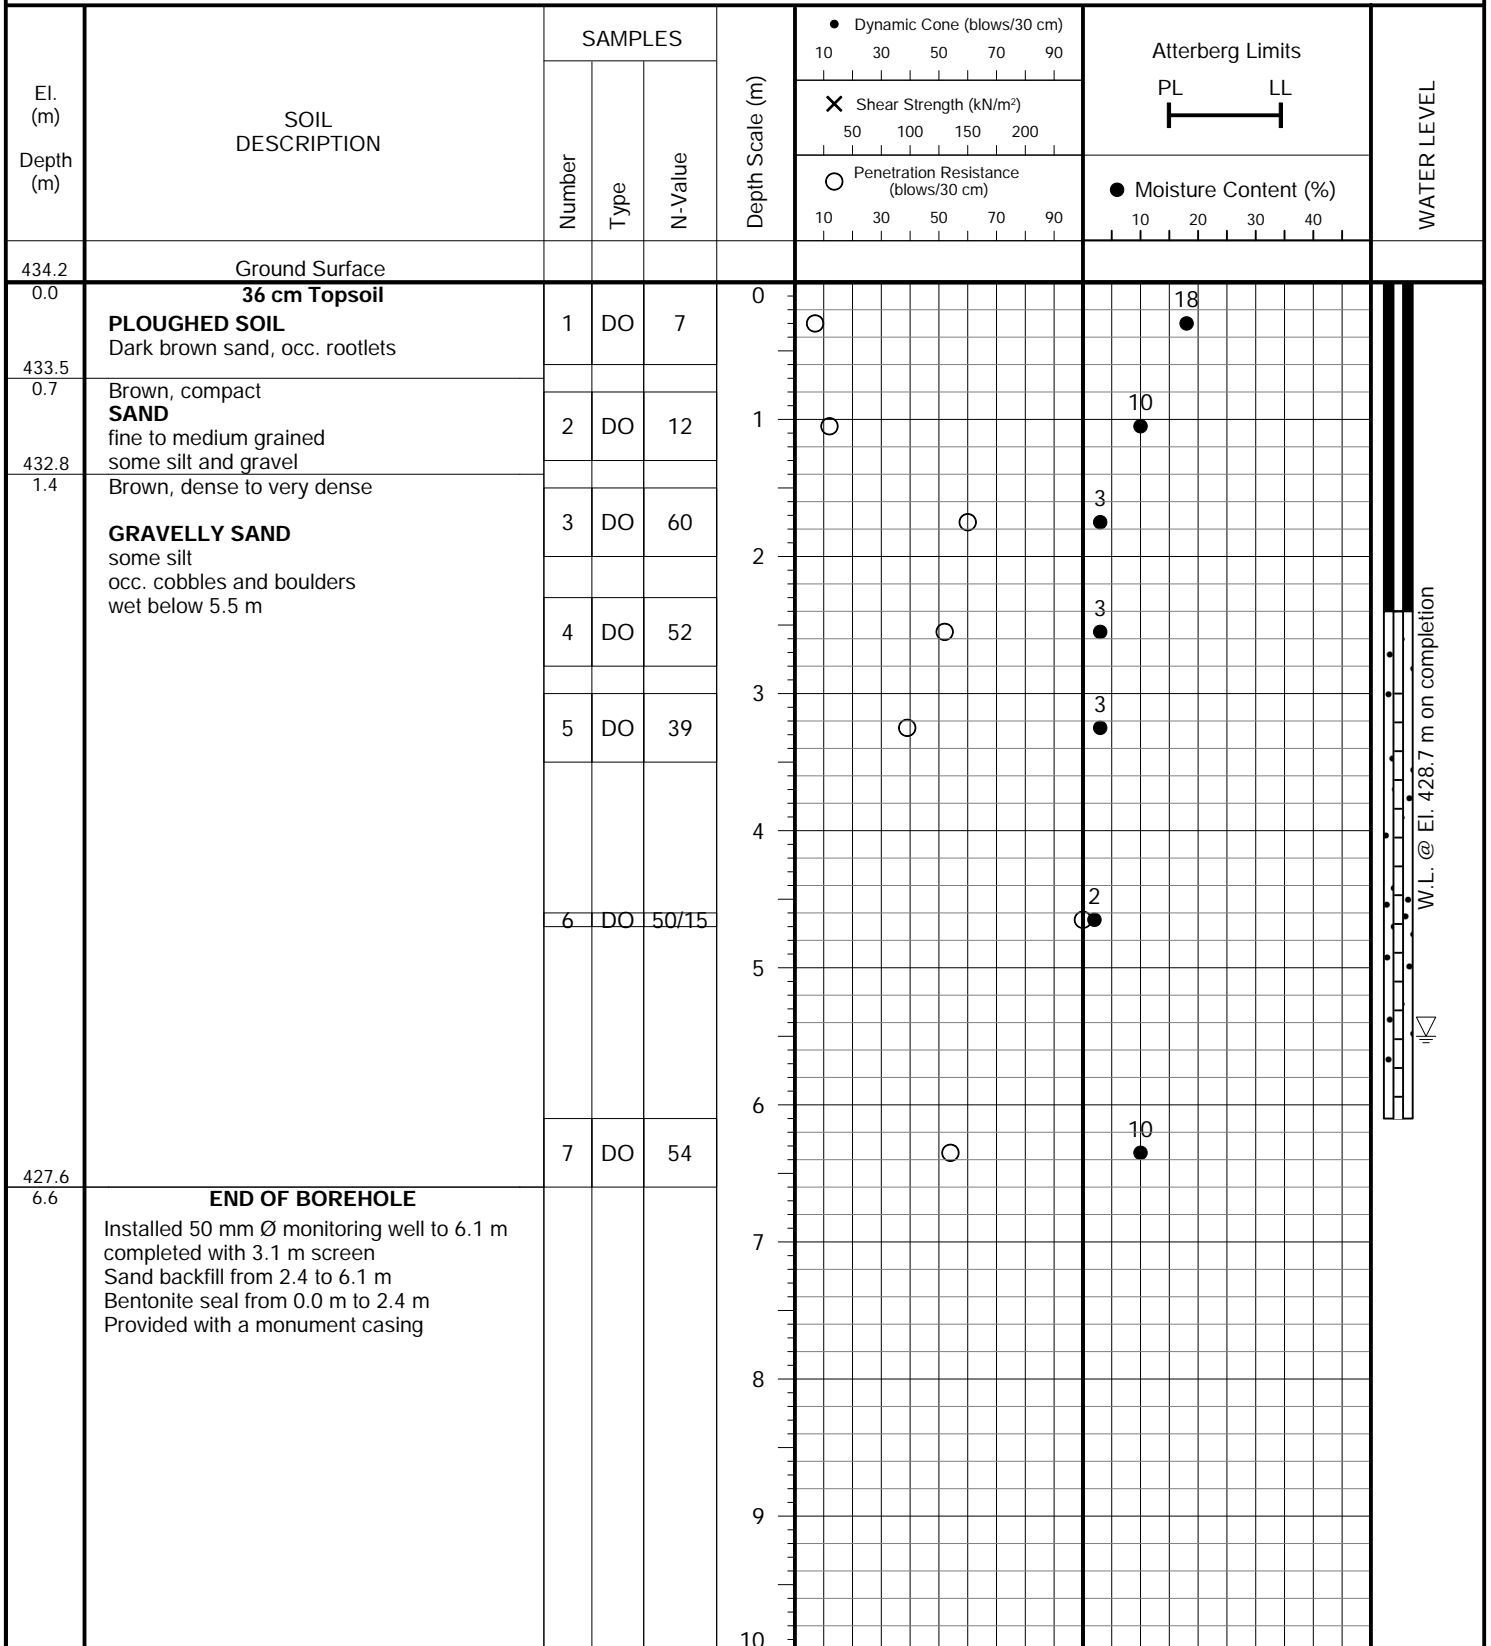 El.
(m)
Depth
(m)
SOIL
DESCRIPTION
SAMPLES
Number
Type
N-Value
Depth Scale (m)
Dynamic Cone (blows/30 cm)
10 30 50 70 90
Shear Strength (kN/m²)
50 100 150 200
Penetration Resistance
(blows/30 cm)
10 30 50 70 90
Atterberg Limits
PL LL
Moisture Content (%)
10 20 30 40
WATER LEVEL
434.2 Ground Surface
0.0 36 cm Topsoil 0
PLOUGHED SOIL 1 DO 7 18
Dark brown sand, occ. rootlets
433.5
0.7 Brown, compact
SAND
fine to medium grained 2 DO 12 1 10
some silt and gravel
432.8
1.4 Brown, dense to very dense
GRAVELLY SAND 3 DO 60 3
some silt 2
occ. cobbles and boulders
wet below 5.5 m
4 DO 52 3
3
5 DO 39 3
4
6 DO 50/15 2
5
W.L. @ El. 428.7 m on completion
6
7 DO 54 10
427.6
6.6 END OF BOREHOLE
Installed 50 mm Ø monitoring well to 6.1 m
completed with 3.1 m screen 7
Sand backfill from 2.4 to 6.1 m
Bentonite seal from 0.0 m to 2.4 m
Provided with a monument casing
8
9
10